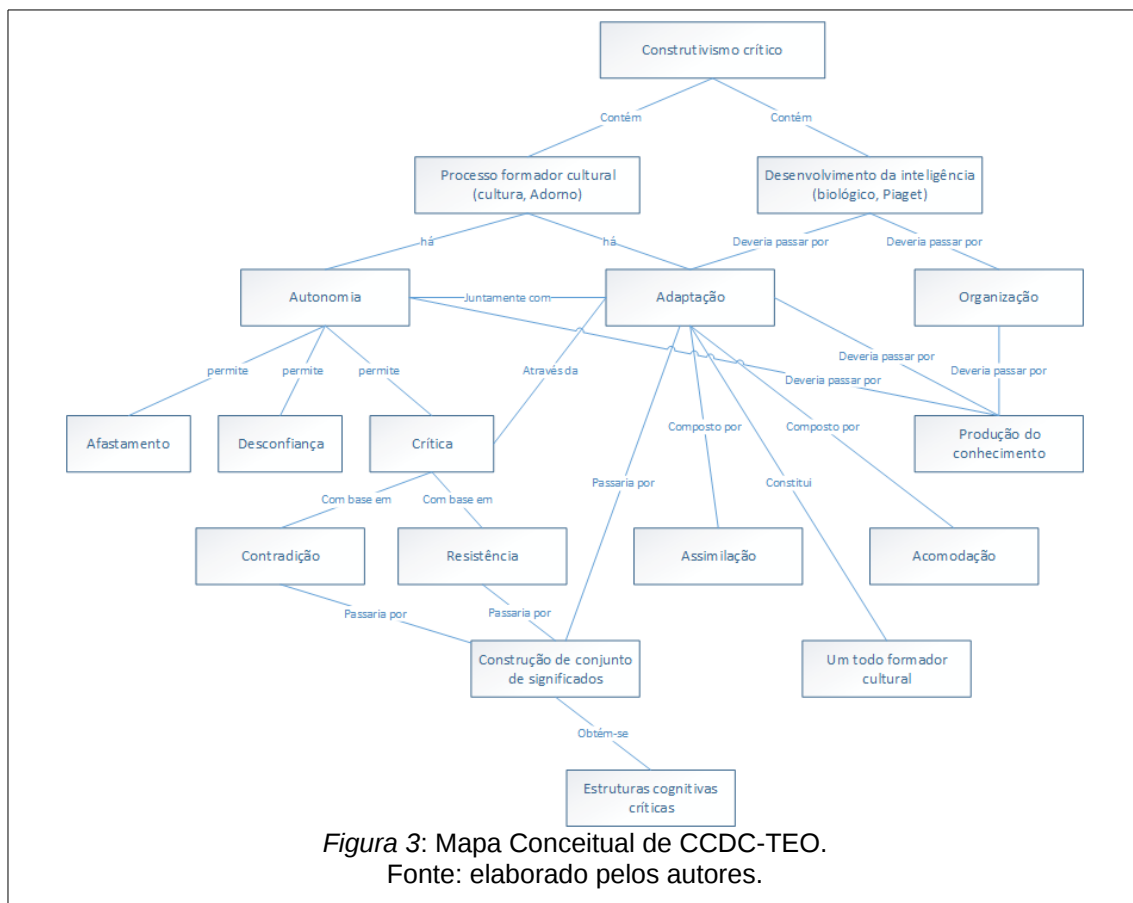 Construtivismo crítico
Contém
Contém
Processo formador cultural
(cultura, Adorno)
Desenvolvimento da inteligência
(biológico, Piaget)
há
há
Deveria passar por
Deveria passar por
Autonomia
Juntamente com
Adaptação
Organização
permite
permite
permite
Através da
Deveria passar por
Deveria passar por
Deveria passar por
Afastamento
Desconfiança
Crítica
Composto por
Composto por
Produção do
conhecimento
Com base em
Com base em
Passaria por
Constitui
Contradição
Resistência
Assimilação
Acomodação
Passaria por
Passaria por
Construção de conjunto
de significados
Um todo formador
cultural
Obtém-se
Estruturas cognitivas
críticas
Figura 3: Mapa Conceitual de CCDC-TEO.
Fonte: elaborado pelos autores.